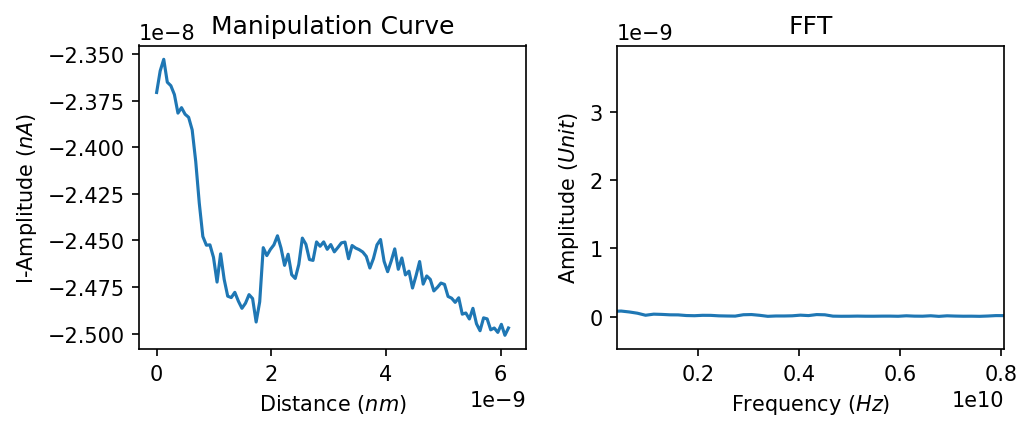 Manipulation Curve
1e−8
−2.350
−2.375
−2.400
−2.425
−2.450
−2.475
−2.500
I-Amplitude (nA)
0
2
4
6
Distance (nm)
1e−9
FFT
1e−9
3
2
1
0
Amplitude (Unit)
0.2
0.4
0.6
0.8
Frequency (Hz)
1e10